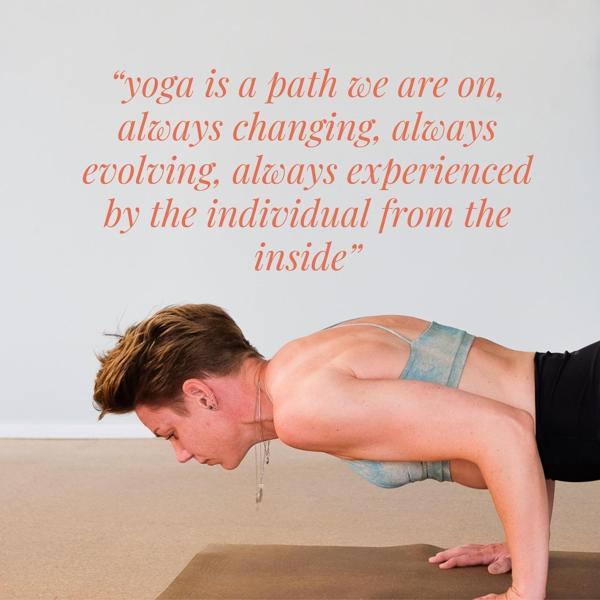 “yoga is a path we are on,
always changing, always
evolving, always experienced
by the individual from the
inside”